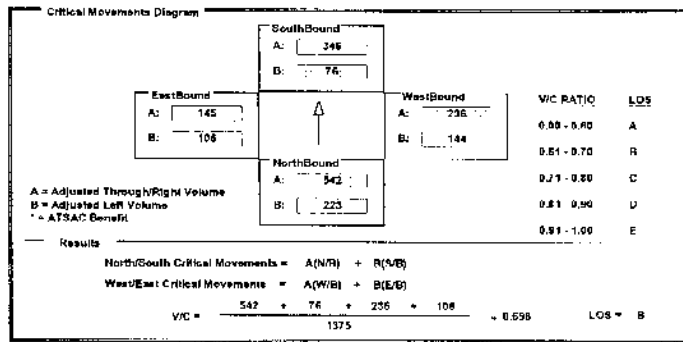 Critical Movements Diagram
SouthBound
A: 346
B: 76
EastBound
A: 145
B: 106
WestBound
A: 236
B: 144
NorthBound
A: 542
B: 223
V/C RATIO LOS
0.00 - 0.60 A
0.61 - 0.70 B
0.71 - 0.80 C
0.81 - 0.90 D
0.91 - 1.00 E
A = Adjusted Through/Right Volume
B = Adjusted Left Volume
* = ATSAC Benefit
Results
North/South Critical Movements = A(N/B) + B(S/B)
West/East Critical Movements = A(W/B) + B(E/B)
V/C = 542 + 76 + 236 + 106
1375
= 0.698 LOS = B